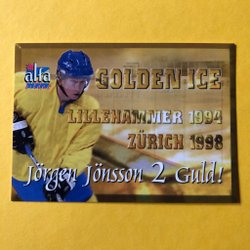 alfa
GOLDEN ICE
LILLEHAMMER 1994
ZÜRICH 1998
Jörgen Jönsson 2 Guld!